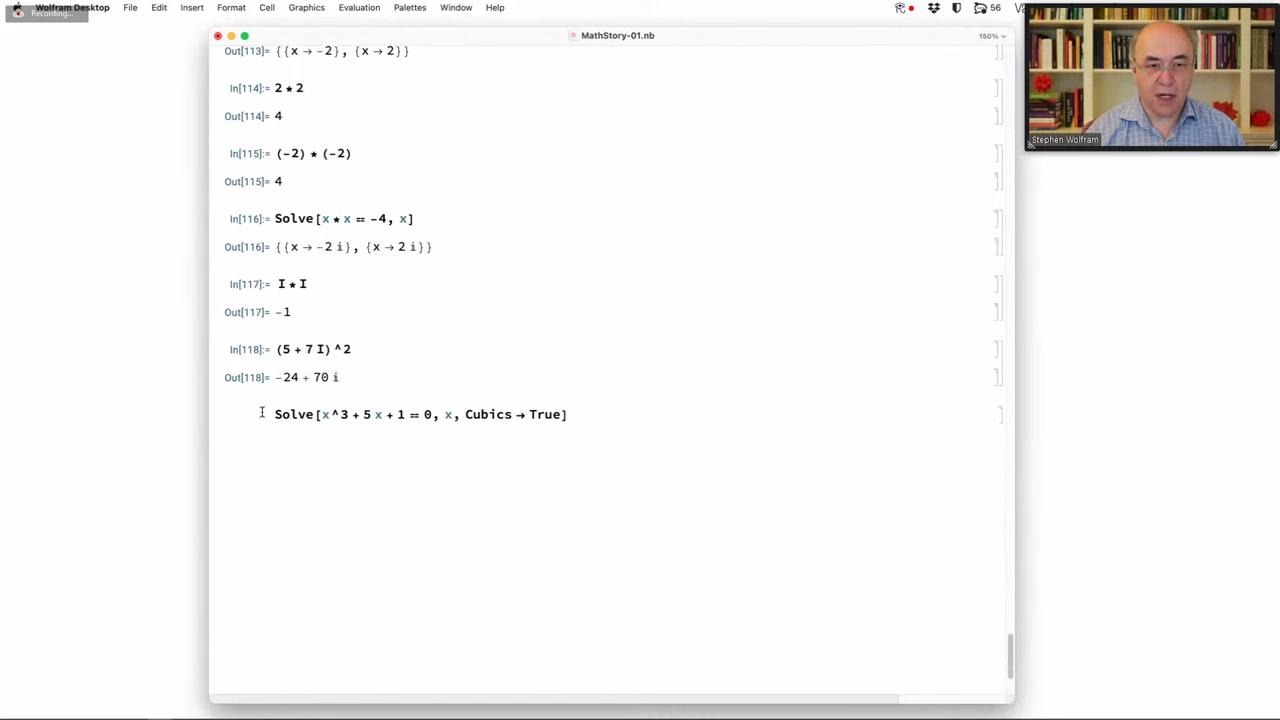 Wolfram Desktop File Edit Insert Format Cell Graphics Evaluation Palettes Window Help 56
Recording...
MathStory-01.nb
150%
Out[113]= {{x → -2}, {x → 2}}
In[114]:= 2 * 2
Out[114]= 4
In[115]:= (-2) * (-2)
Out[115]= 4
Stephen Wolfram
In[116]:= Solve[x * x == -4, x]
Out[116]= {{x → -2 i}, {x → 2 i}}
In[117]:= I * I
Out[117]= -1
In[118]:= (5 + 7 I) ^2
Out[118]= -24 + 70 i
Solve[x^3 + 5 x + 1 == 0, x, Cubics → True]